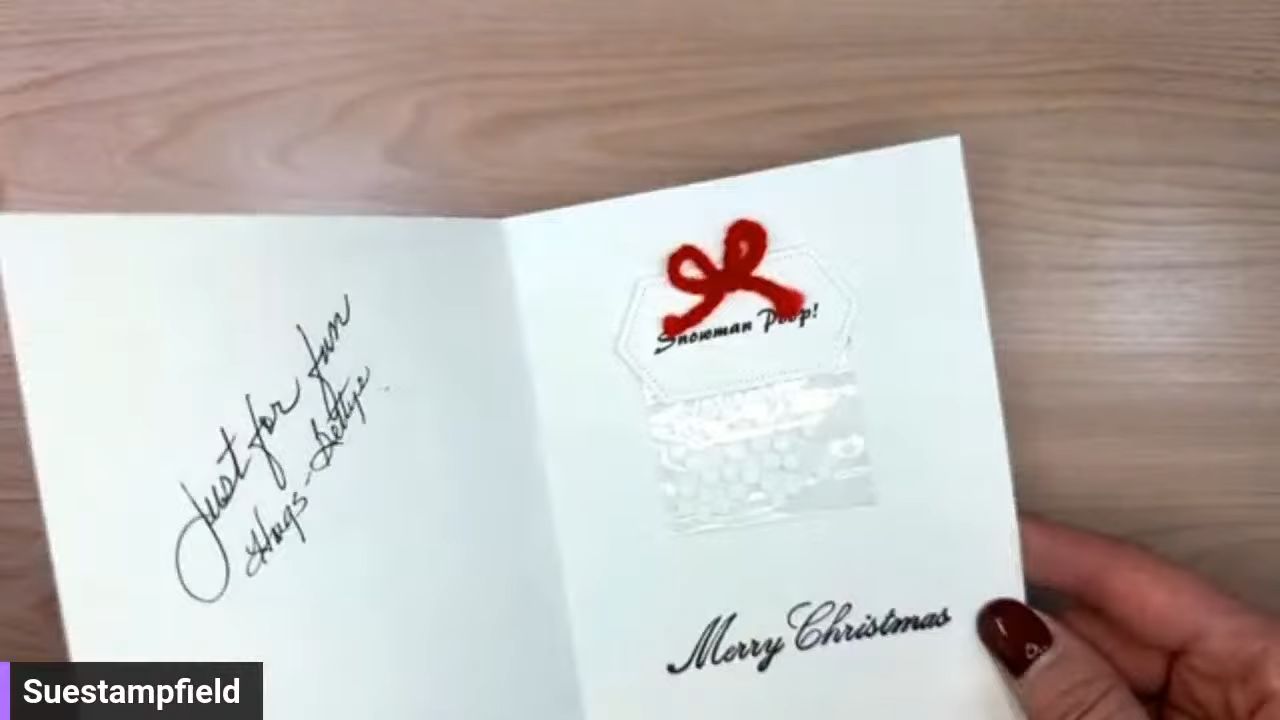 Just for fun
Hugs - Bettye
Snowman Poop!
Merry Christmas
Suestampfield